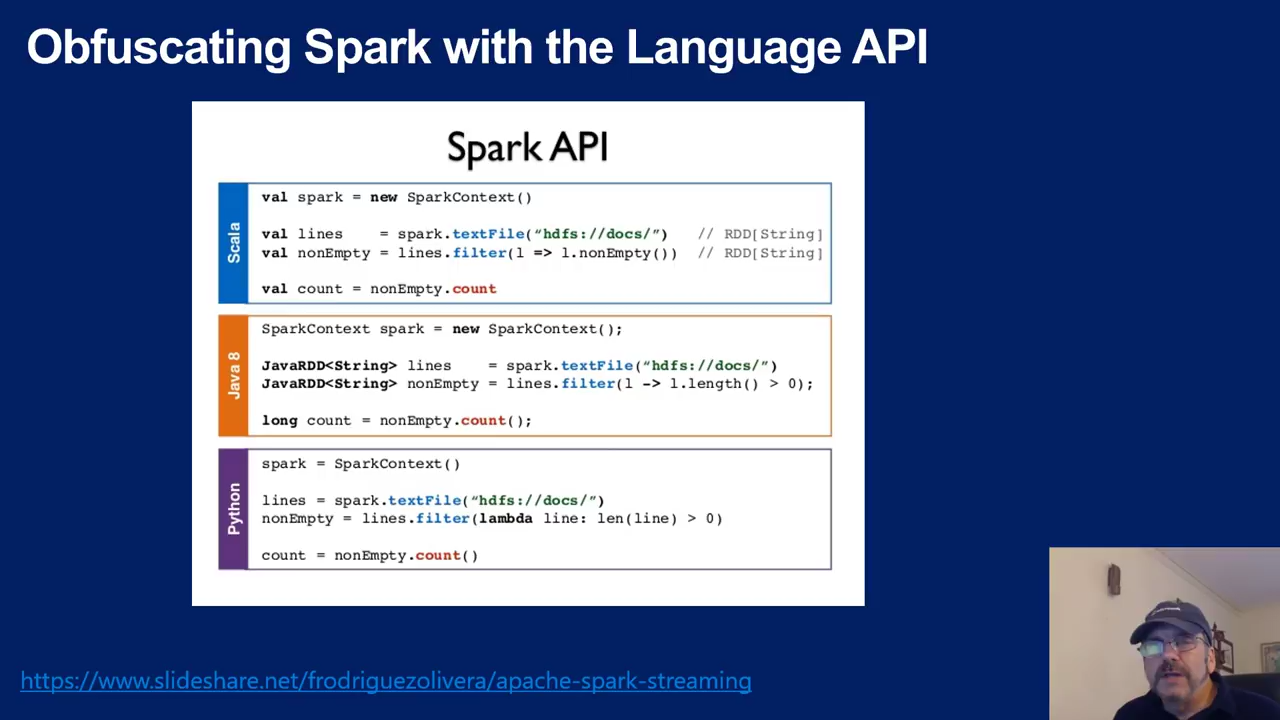 Obfuscating Spark with the Language API
Spark API
Scala
val spark = new SparkContext()
val lines    = spark.textFile(“hdfs://docs/”)   // RDD[String]
val nonEmpty = lines.filter(l => l.nonEmpty())  // RDD[String]
val count = nonEmpty.count
Java 8
SparkContext spark = new SparkContext();
JavaRDD<String> lines    = spark.textFile(“hdfs://docs/”)
JavaRDD<String> nonEmpty = lines.filter(l -> l.length() > 0);
long count = nonEmpty.count();
Python
spark = SparkContext()
lines = spark.textFile(“hdfs://docs/”)
nonEmpty = lines.filter(lambda line: len(line) > 0)
count = nonEmpty.count()
https://www.slideshare.net/frodriguezolivera/apache-spark-streaming